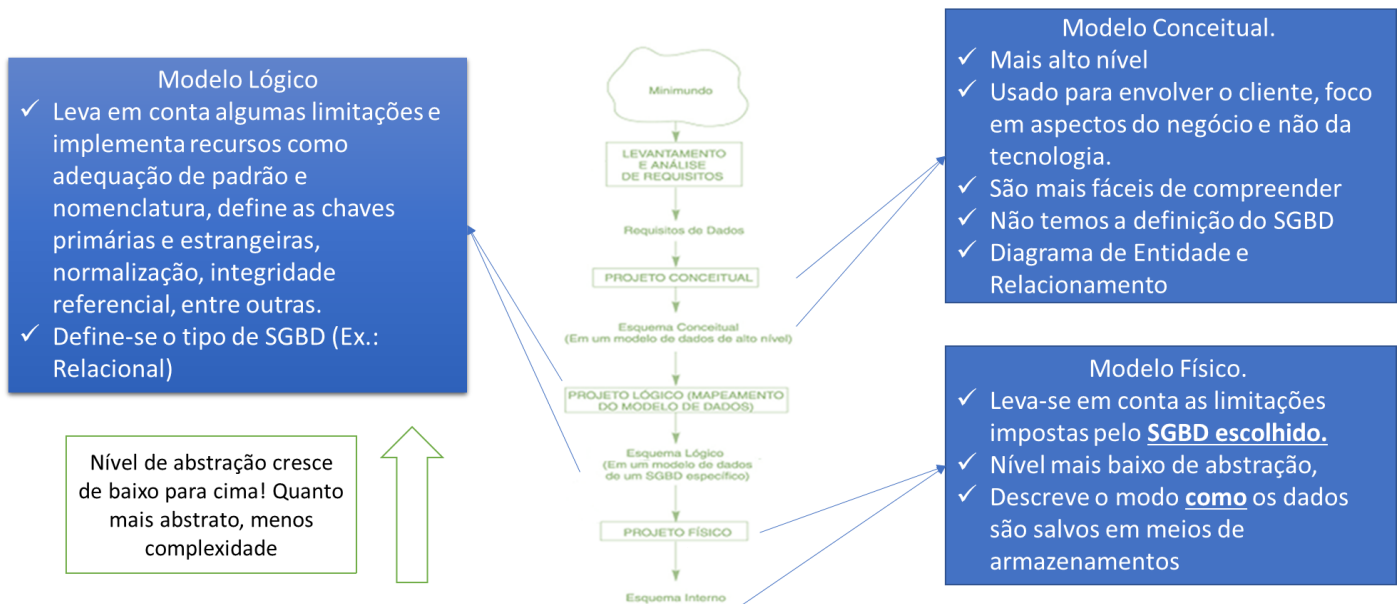 Modelo Lógico
✓ Leva em conta algumas limitações e
implementa recursos como
adequação de padrão e
nomenclatura, define as chaves
primárias e estrangeiras,
normalização, integridade
referencial, entre outras.
✓ Define-se o tipo de SGBD (Ex.:
Relacional)
Nível de abstração cresce
de baixo para cima! Quanto
mais abstrato, menos
complexidade
Minimundo
LEVANTAMENTO
E ANÁLISE
DE REQUISITOS
Requisitos de Dados
PROJETO CONCEITUAL
Esquema Conceitual
(Em um modelo de dados de alto nível)
PROJETO LÓGICO (MAPEAMENTO
DO MODELO DE DADOS)
Esquema Lógico
(Em um modelo de dados
de um SGBD específico)
PROJETO FÍSICO
Esquema Interno
Modelo Conceitual.
✓ Mais alto nível
✓ Usado para envolver o cliente, foco
em aspectos do negócio e não da
tecnologia.
✓ São mais fáceis de compreender
✓ Não temos a definição do SGBD
✓ Diagrama de Entidade e
Relacionamento
Modelo Físico.
✓ Leva-se em conta as limitações
impostas pelo SGBD escolhido.
✓ Nível mais baixo de abstração,
✓ Descreve o modo como os dados
são salvos em meios de
armazenamentos